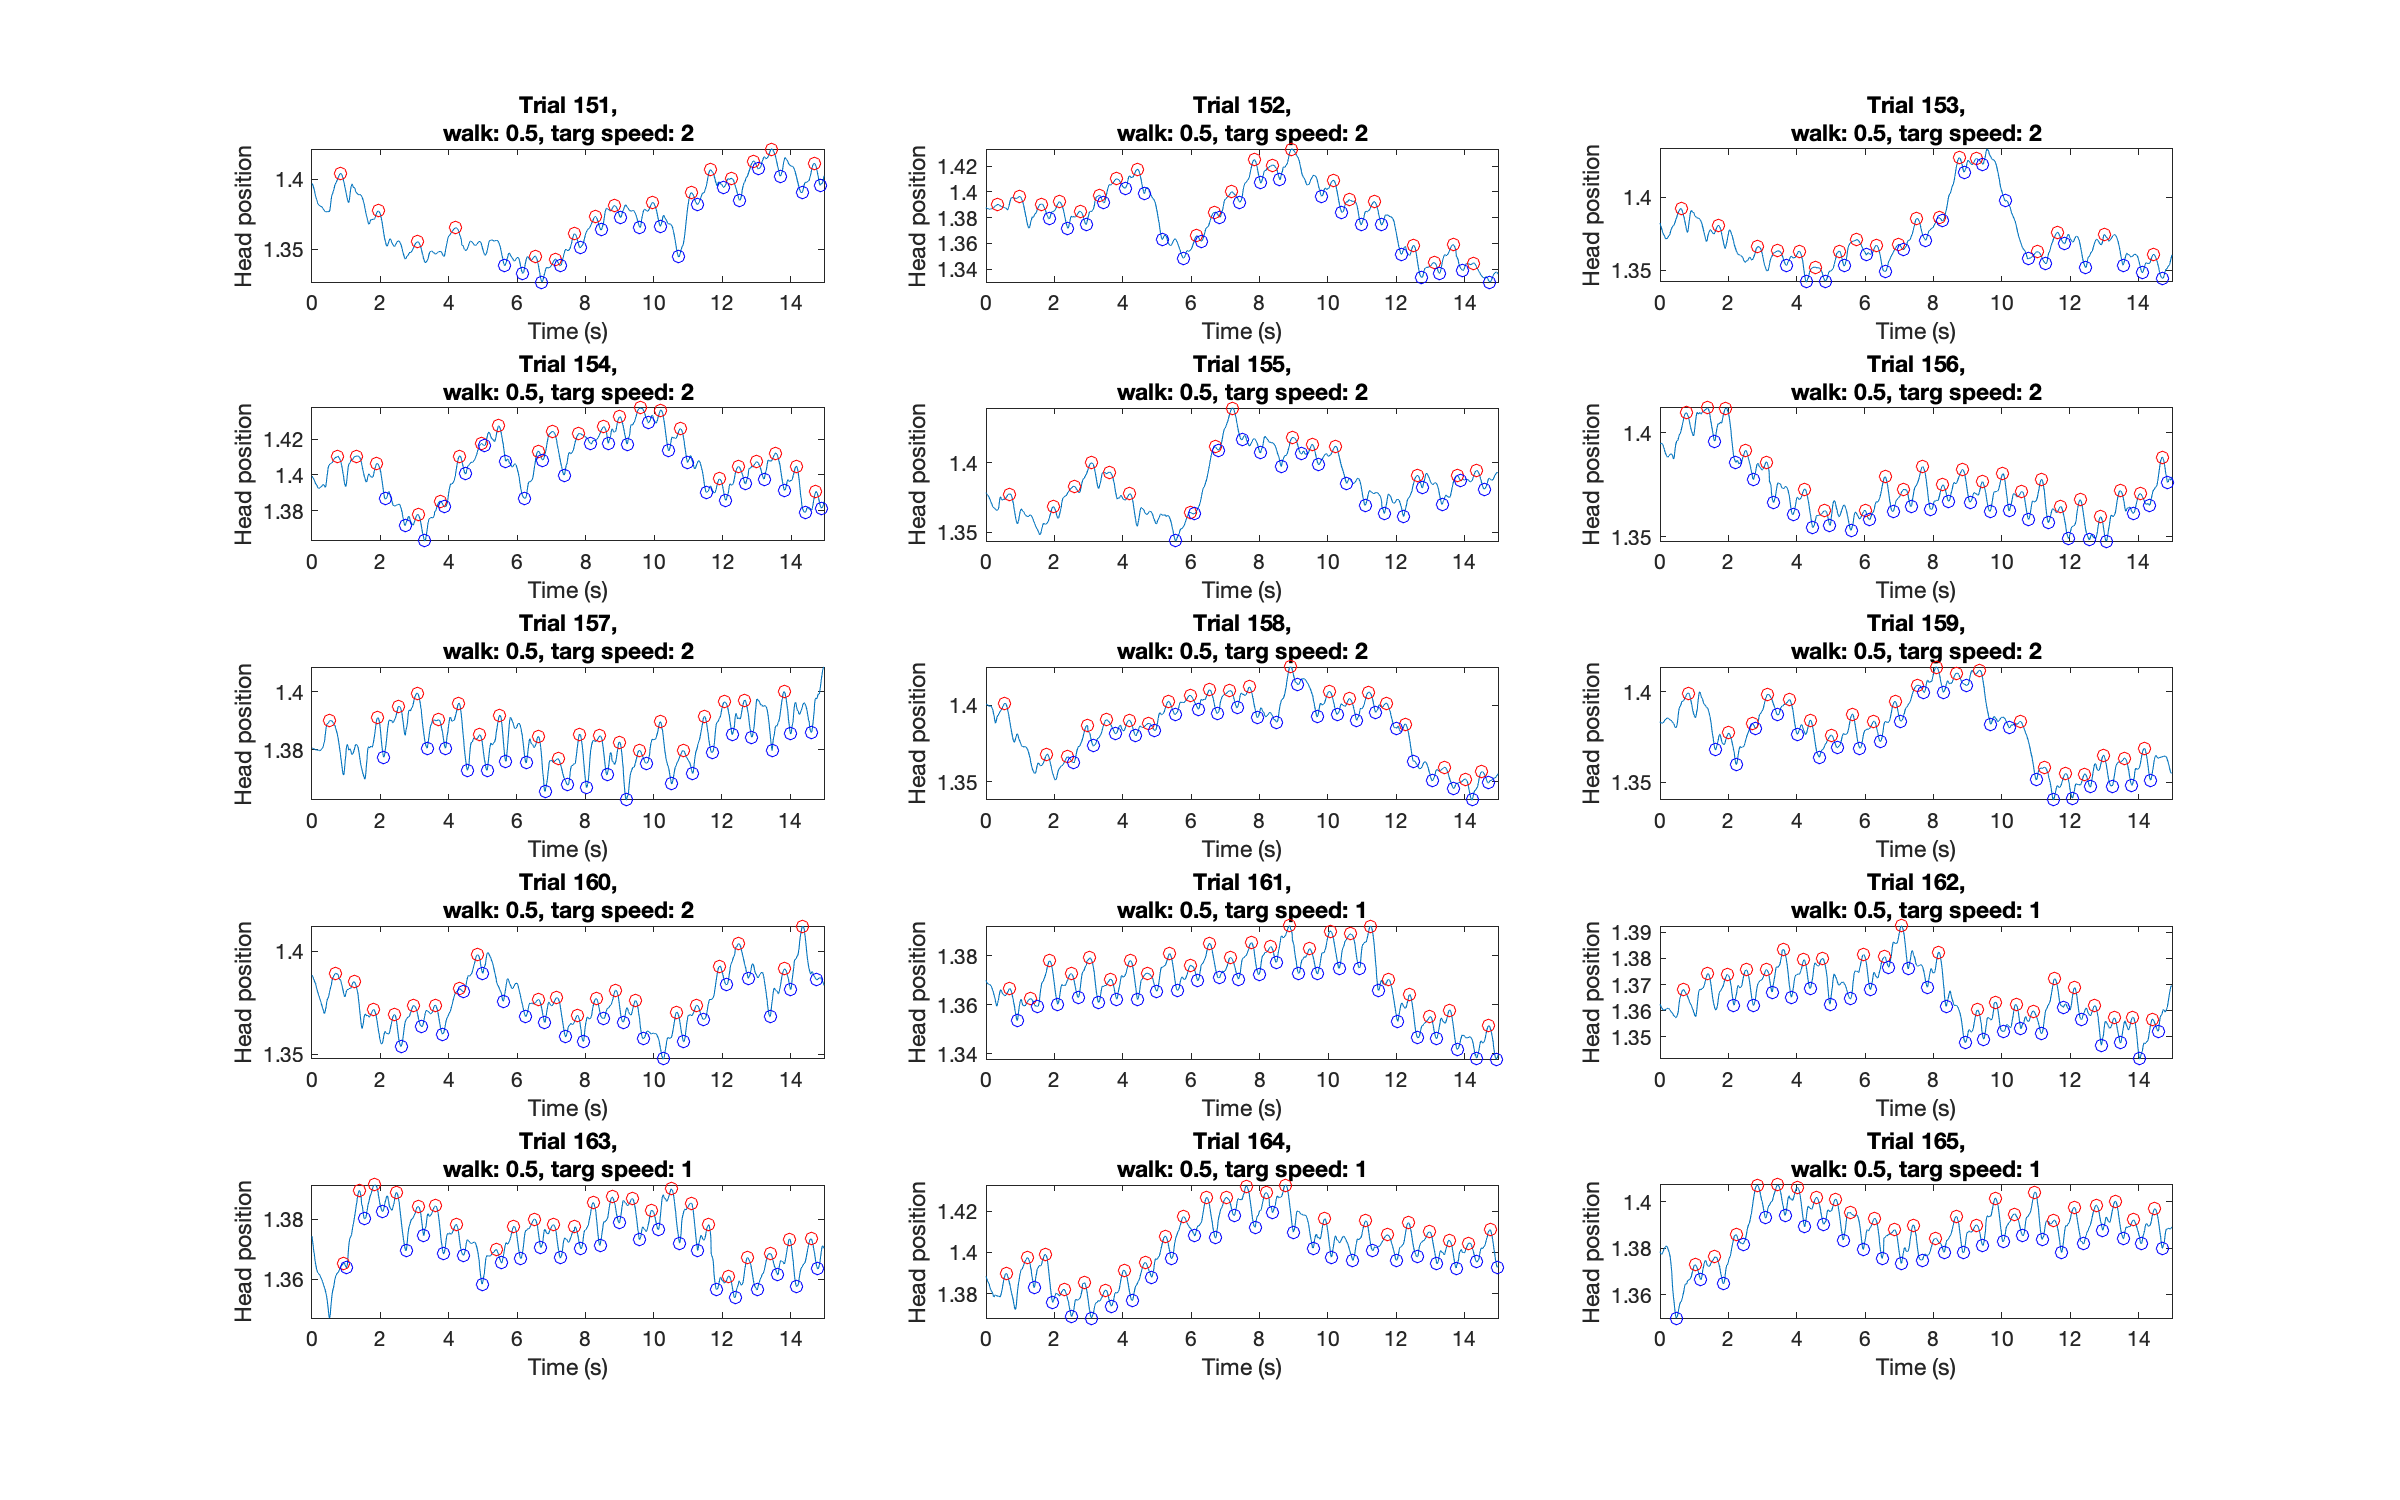 Trial 151,
walk: 0.5, targ speed: 2
Head position
1.4
1.35
0 2 4 6 8 10 12 14
Time (s)
Trial 152,
walk: 0.5, targ speed: 2
Head position
1.42
1.4
1.38
1.36
1.34
0 2 4 6 8 10 12 14
Time (s)
Trial 153,
walk: 0.5, targ speed: 2
Head position
1.4
1.35
0 2 4 6 8 10 12 14
Time (s)
Trial 154,
walk: 0.5, targ speed: 2
Head position
1.42
1.4
1.38
0 2 4 6 8 10 12 14
Time (s)
Trial 155,
walk: 0.5, targ speed: 2
Head position
1.4
1.35
0 2 4 6 8 10 12 14
Time (s)
Trial 156,
walk: 0.5, targ speed: 2
Head position
1.4
1.35
0 2 4 6 8 10 12 14
Time (s)
Trial 157,
walk: 0.5, targ speed: 2
Head position
1.4
1.38
0 2 4 6 8 10 12 14
Time (s)
Trial 158,
walk: 0.5, targ speed: 2
Head position
1.4
1.35
0 2 4 6 8 10 12 14
Time (s)
Trial 159,
walk: 0.5, targ speed: 2
Head position
1.4
1.35
0 2 4 6 8 10 12 14
Time (s)
Trial 160,
walk: 0.5, targ speed: 2
Head position
1.4
1.35
0 2 4 6 8 10 12 14
Time (s)
Trial 161,
walk: 0.5, targ speed: 1
Head position
1.38
1.36
1.34
0 2 4 6 8 10 12 14
Time (s)
Trial 162,
walk: 0.5, targ speed: 1
Head position
1.39
1.38
1.37
1.36
1.35
0 2 4 6 8 10 12 14
Time (s)
Trial 163,
walk: 0.5, targ speed: 1
Head position
1.38
1.36
0 2 4 6 8 10 12 14
Time (s)
Trial 164,
walk: 0.5, targ speed: 1
Head position
1.42
1.4
1.38
0 2 4 6 8 10 12 14
Time (s)
Trial 165,
walk: 0.5, targ speed: 1
Head position
1.4
1.38
1.36
0 2 4 6 8 10 12 14
Time (s)